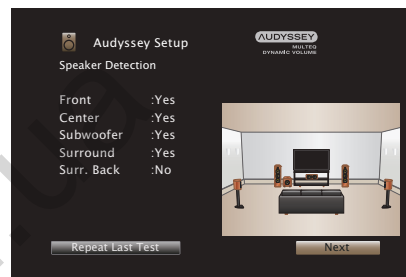 Audyssey Setup
AUDYSSEY
MULTEQ
DYNAMIC VOLUME
Speaker Detection
Front :Yes
Center :Yes
Subwoofer :Yes
Surround :Yes
Surr. Back :No
Repeat Last Test
Next
.ua